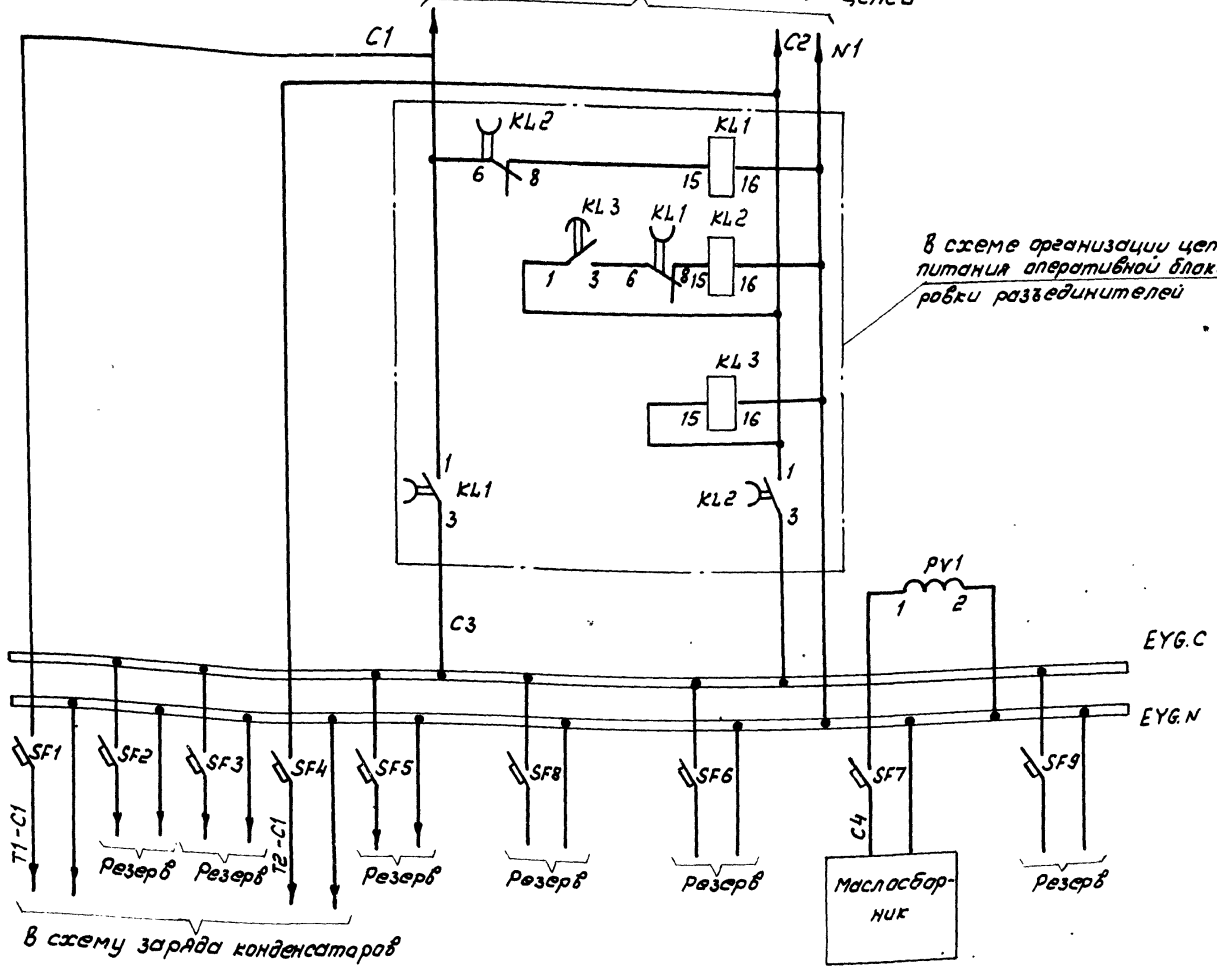 цепей
C1
C2
N1
KL2
KL1
6
8
15
16
KL3
KL1
KL2
1
3
6
8
15
16
В схеме организации цеп
питания оперативной блок
ровки разъединителей
KL3
15
16
1
KL1
3
1
KL2
3
PV1
1
2
C3
EYG.C
EYG.N
SF1
SF2
SF3
SF4
SF5
SF8
SF6
SF7
SF9
T1-C1
T2-C1
C4
Резерв
Резерв
Резерв
Резерв
Резерв
Резерв
Маслосбор-
ник
В схему заряда конденсаторов